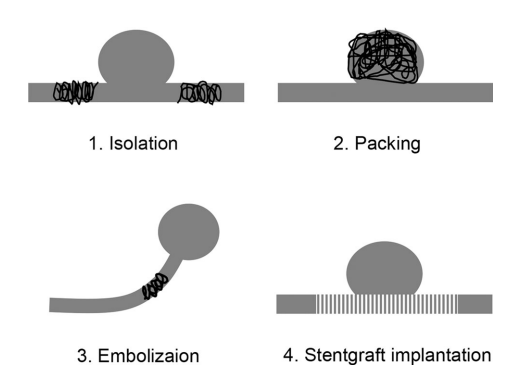 1. Isolation
2. Packing
3. Embolizaion
4. Stentgraft implantation